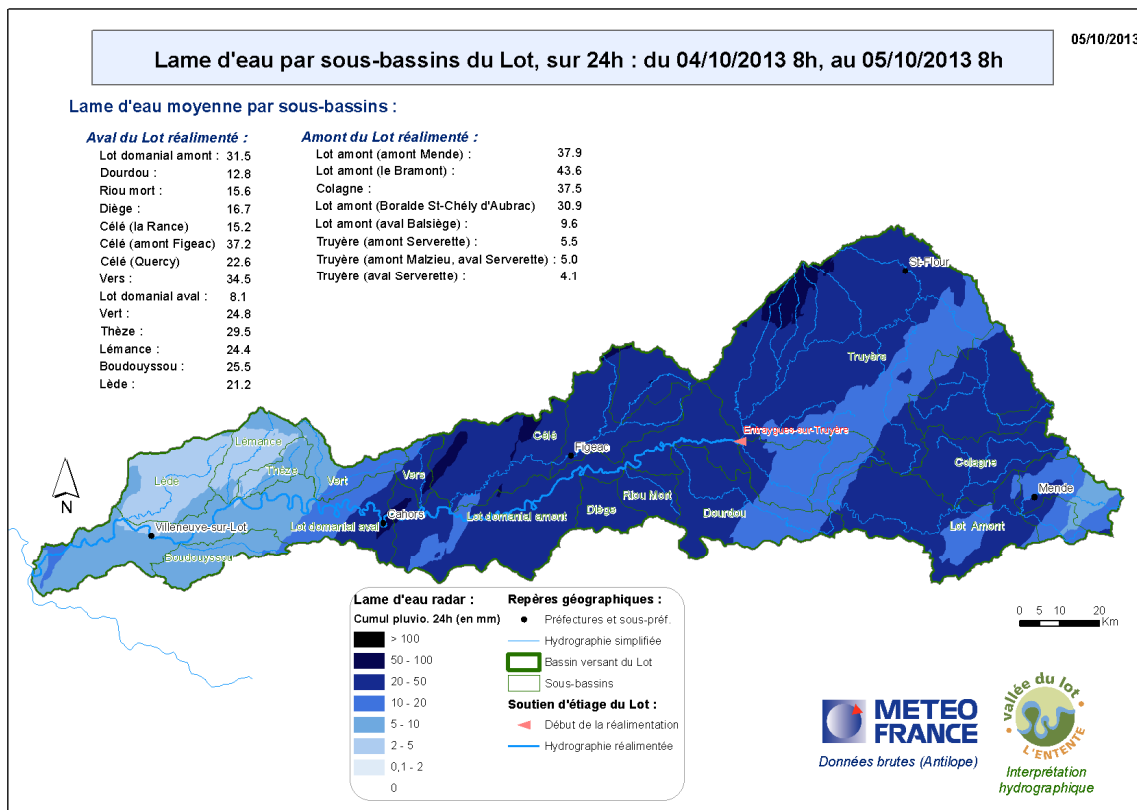 05/10/2013
Lame d'eau par sous-bassins du Lot, sur 24h : du 04/10/2013 8h, au 05/10/2013 8h
Lame d'eau moyenne par sous-bassins :
Aval du Lot réalimenté :
Lot domanial amont : 31.5
Dourdou : 12.8
Riou mort : 15.6
Diège : 16.7
Célé (la Rance) 15.2
Célé (amont Figeac) 37.2
Célé (Quercy) 22.6
Vers : 34.5
Lot domanial aval : 8.1
Vert : 24.8
Thèze : 29.5
Lémance : 24.4
Boudouyssou : 25.5
Lède : 21.2
Amont du Lot réalimenté :
Lot amont (amont Mende) : 37.9
Lot amont (le Bramont) : 43.6
Colagne : 37.5
Lot amont (Boralde St-Chély d'Aubrac) 30.9
Lot amont (aval Balsiège) : 9.6
Truyère (amont Serverette) : 5.5
Truyère (amont Malzieu, aval Serverette) : 5.0
Truyère (aval Serverette) : 4.1
St-Flour
Truyère
Entraygues-sur-Truyère
Célé
Figeac
Lémance
Thèze
Lède
Vert
Vers
Colagne
Mende
Riou Mort
Cahors
Diège
Dourdou
Lot domanial amont
Lot domanial aval
Lot Amont
Villeneuve-sur-Lot
Boudouyssou
N
Lame d'eau radar :
Cumul pluvio. 24h (en mm)
> 100
50 - 100
20 - 50
10 - 20
5 - 10
2 - 5
0,1 - 2
0
Repères géographiques :
Préfectures et sous-préf.
Hydrographie simplifiée
Bassin versant du Lot
Sous-bassins
Soutien d'étiage du Lot :
Début de la réalimentation
Hydrographie réalimentée
0 5 10 20
Km
METEO
FRANCE
Données brutes (Antilope)
vallée du lot
L'ENTENTE
Interprétation
hydrographique